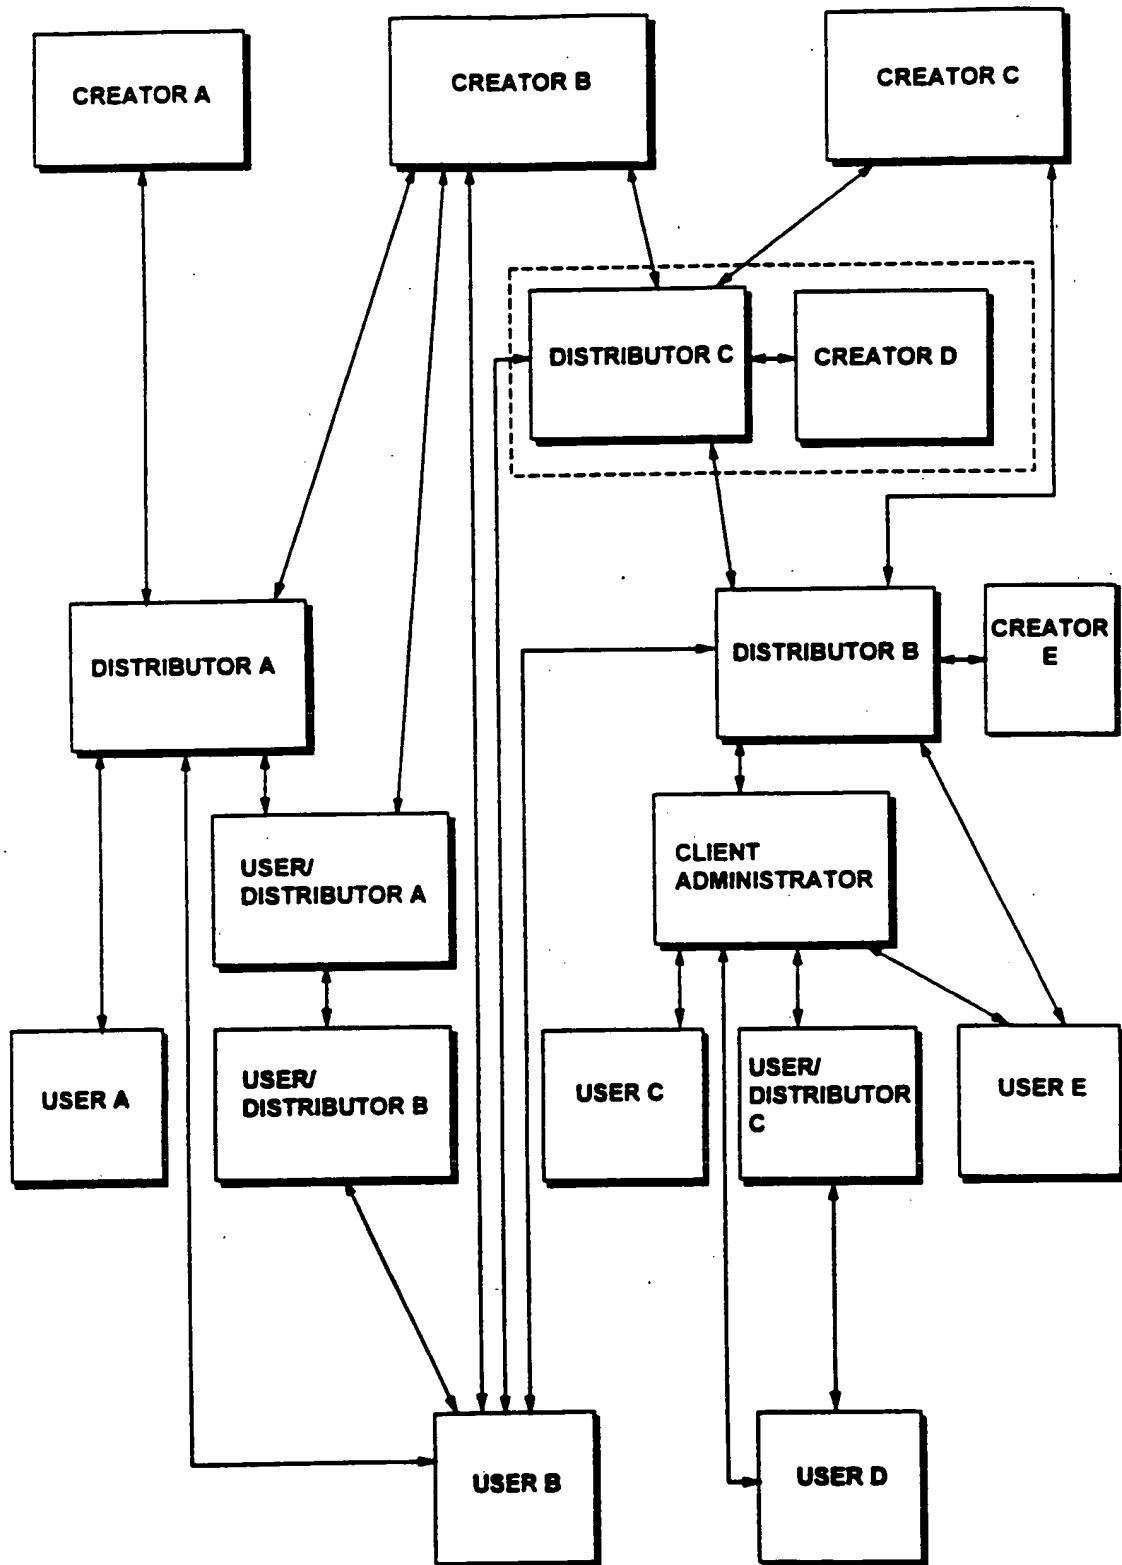 CREATOR A
CREATOR B
CREATOR C
DISTRIBUTOR C
CREATOR D
DISTRIBUTOR A
DISTRIBUTOR B
CREATOR
E
USER/
DISTRIBUTOR A
CLIENT
ADMINISTRATOR
USER A
USER/
DISTRIBUTOR B
USER C
USER/
DISTRIBUTOR
C
USER E
USER B
USER D